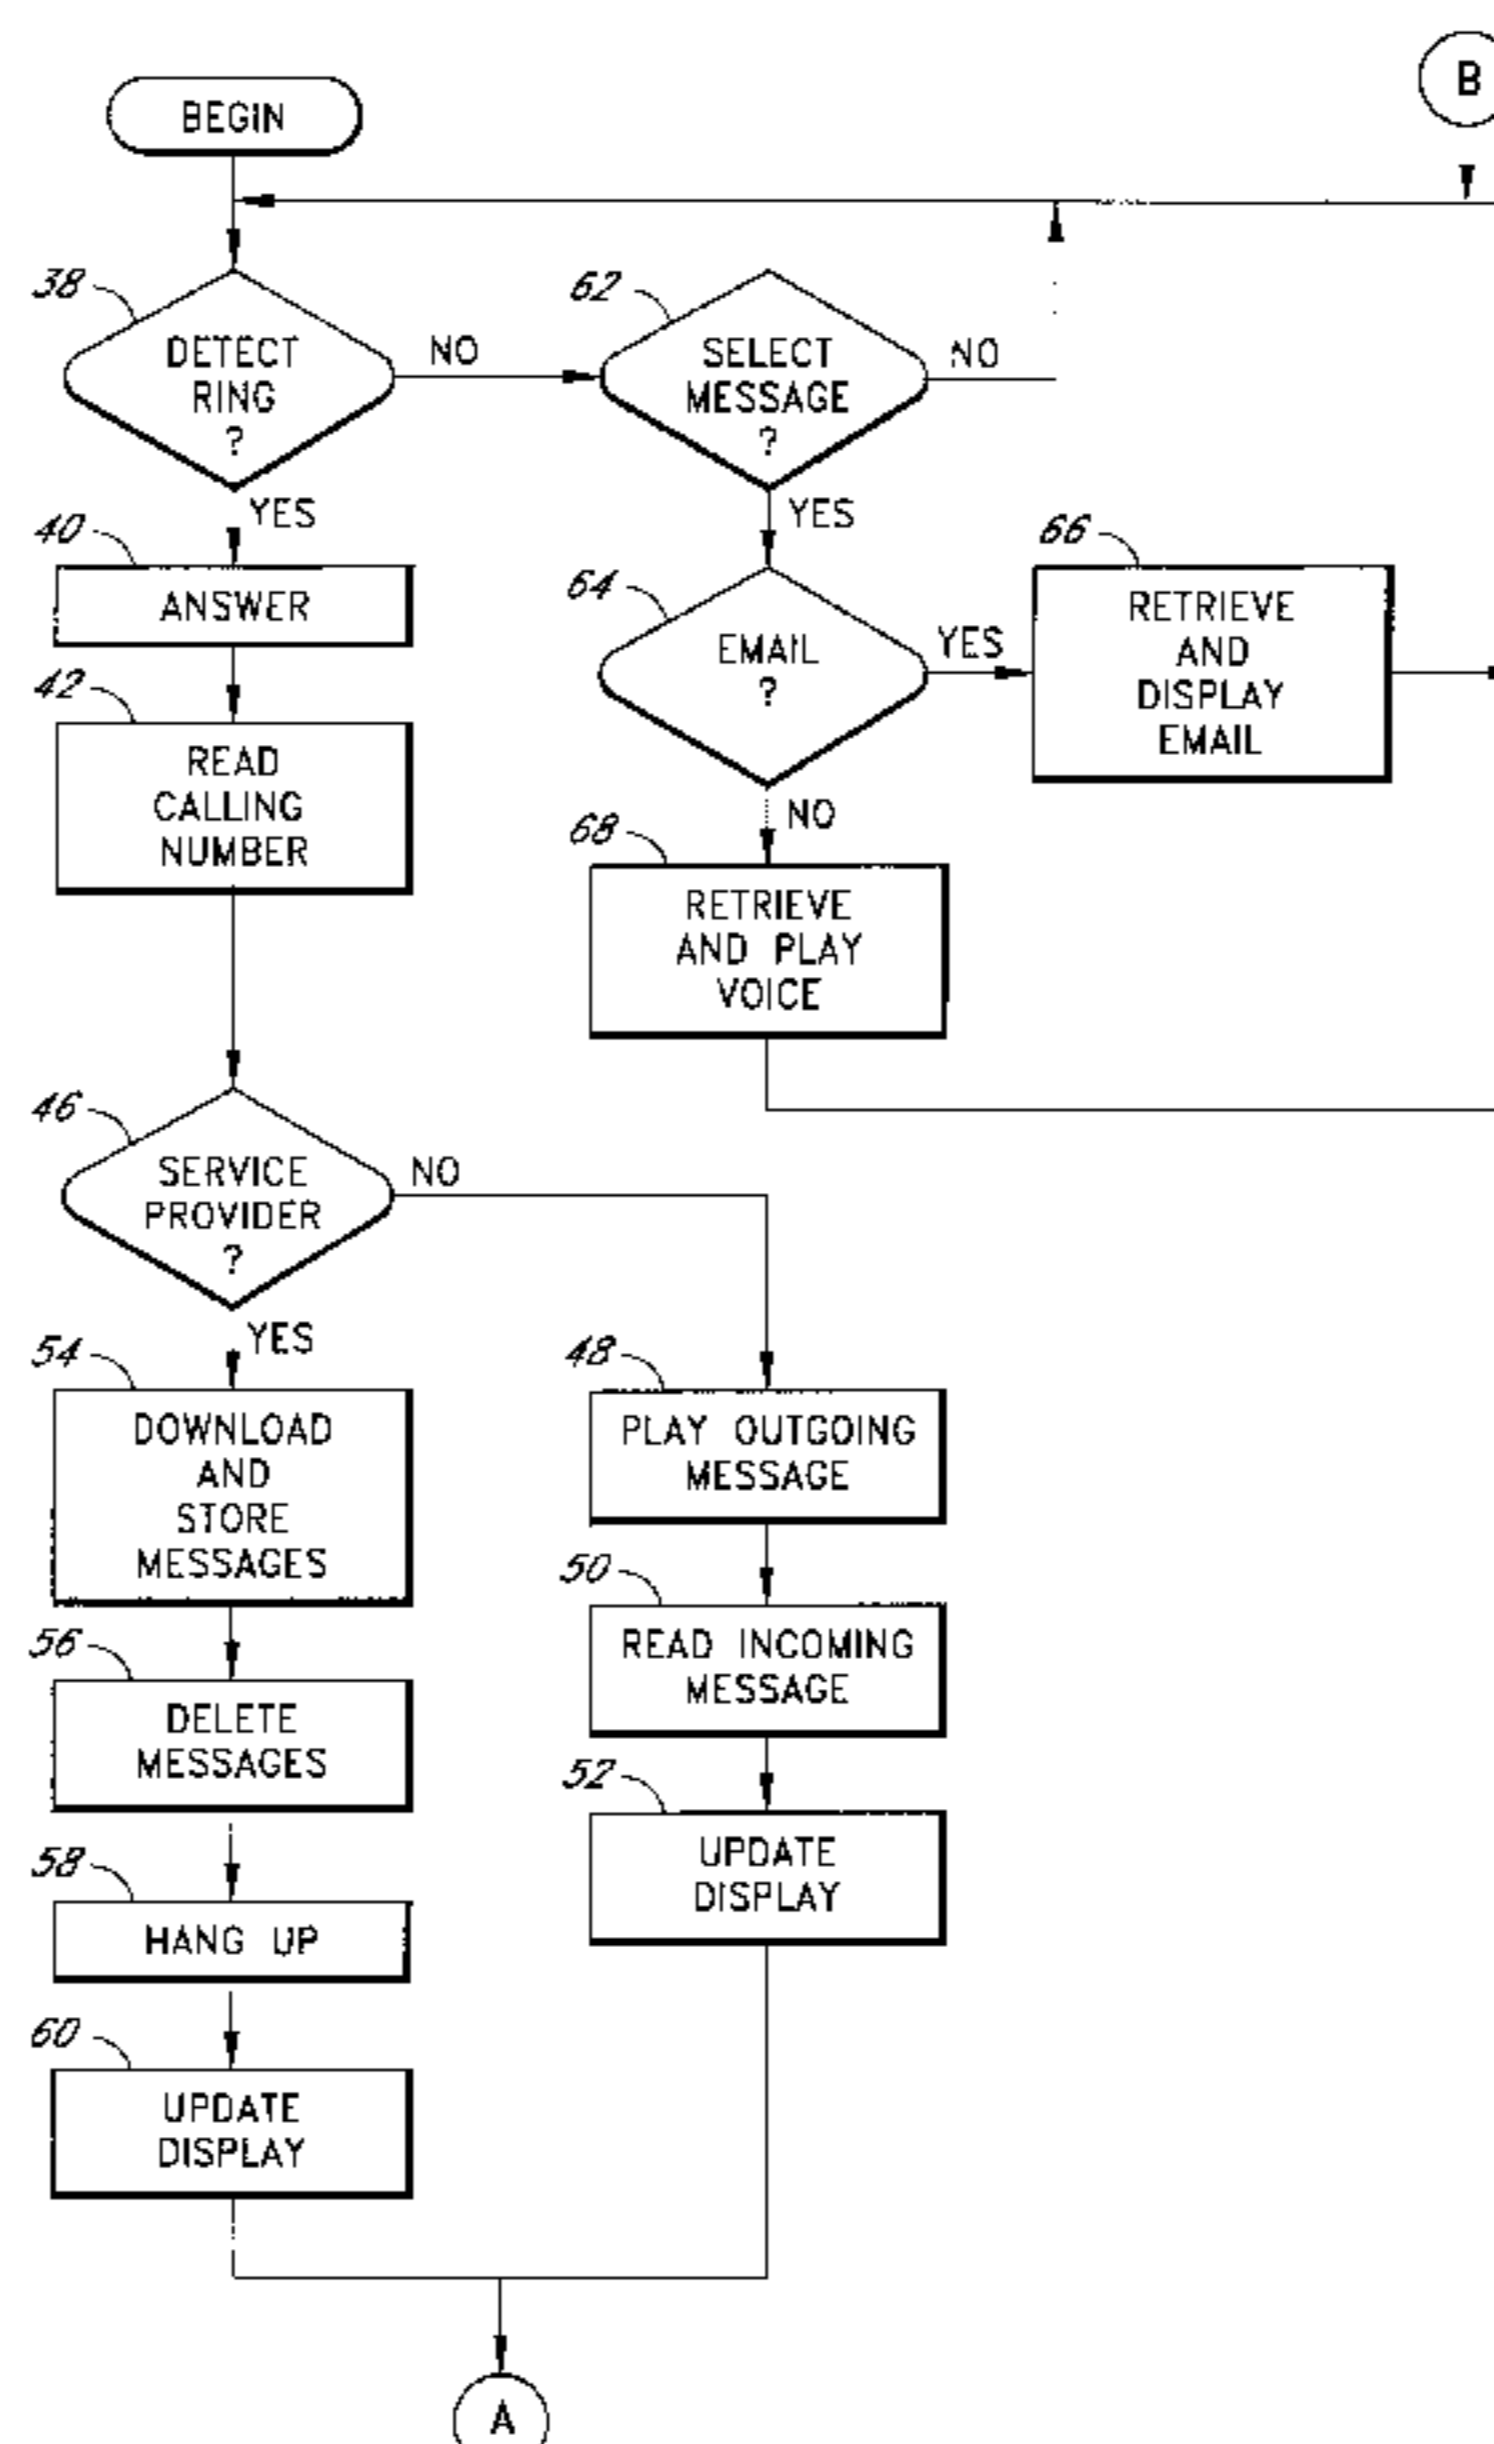 BEGIN
B
38
DETECT
RING
?
NO
YES
62
SELECT
MESSAGE
?
NO
YES
40
ANSWER
42
READ
CALLING
NUMBER
64
EMAIL
?
YES
NO
66
RETRIEVE
AND
DISPLAY
EMAIL
68
RETRIEVE
AND PLAY
VOICE
46
SERVICE
PROVIDER
?
NO
YES
54
DOWNLOAD
AND
STORE
MESSAGES
56
DELETE
MESSAGES
58
HANG UP
60
UPDATE
DISPLAY
48
PLAY OUTGOING
MESSAGE
50
READ INCOMING
MESSAGE
52
UPDATE
DISPLAY
A